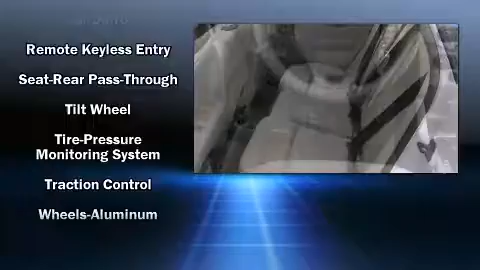 Remote Keyless Entry
Seat-Rear Pass-Through
Tilt Wheel
Tire-Pressure
Monitoring System
Traction Control
Wheels-Aluminum